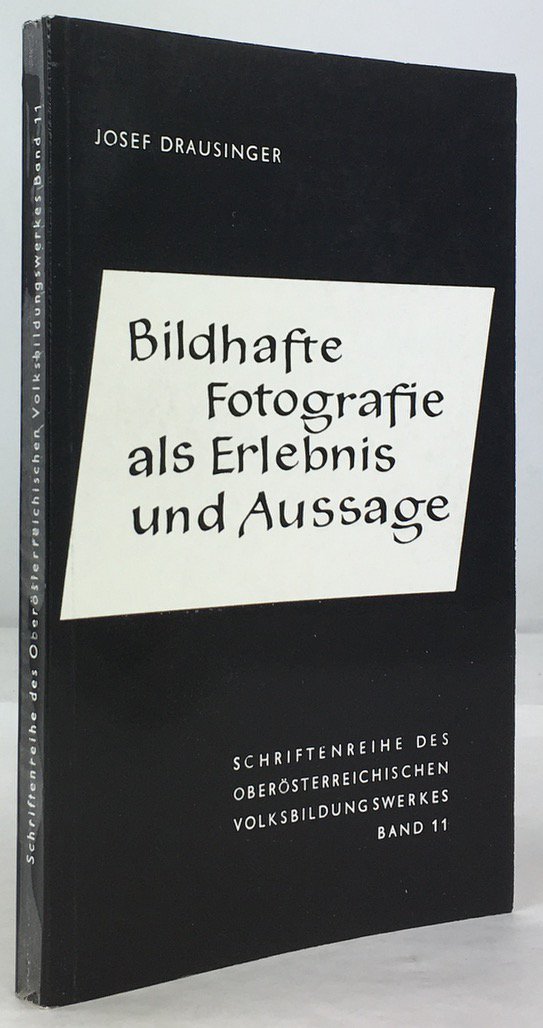 JOSEF DRAUSINGER
Bildhafte
Fotografie
als Erlebnis
und Aussage
SCHRIFTENREIHE DES
OBERÖSTERREICHISCHEN
VOLKSBILDUNGSWERKES
BAND 11
Schriftenreihe des Oberösterreichischen Volksbildungswerkes Band 11